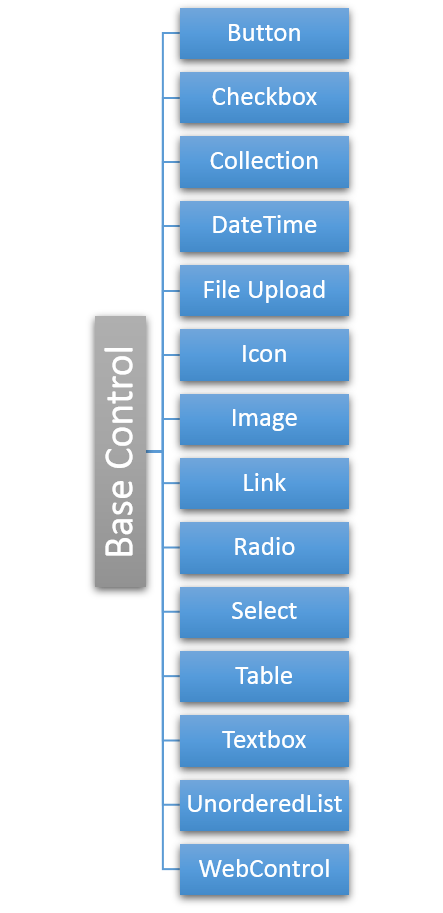 Button
Checkbox
Collection
DateTime
File Upload
Icon
Image
Base Control
Link
Radio
Select
Table
Textbox
UnorderedList
WebControl